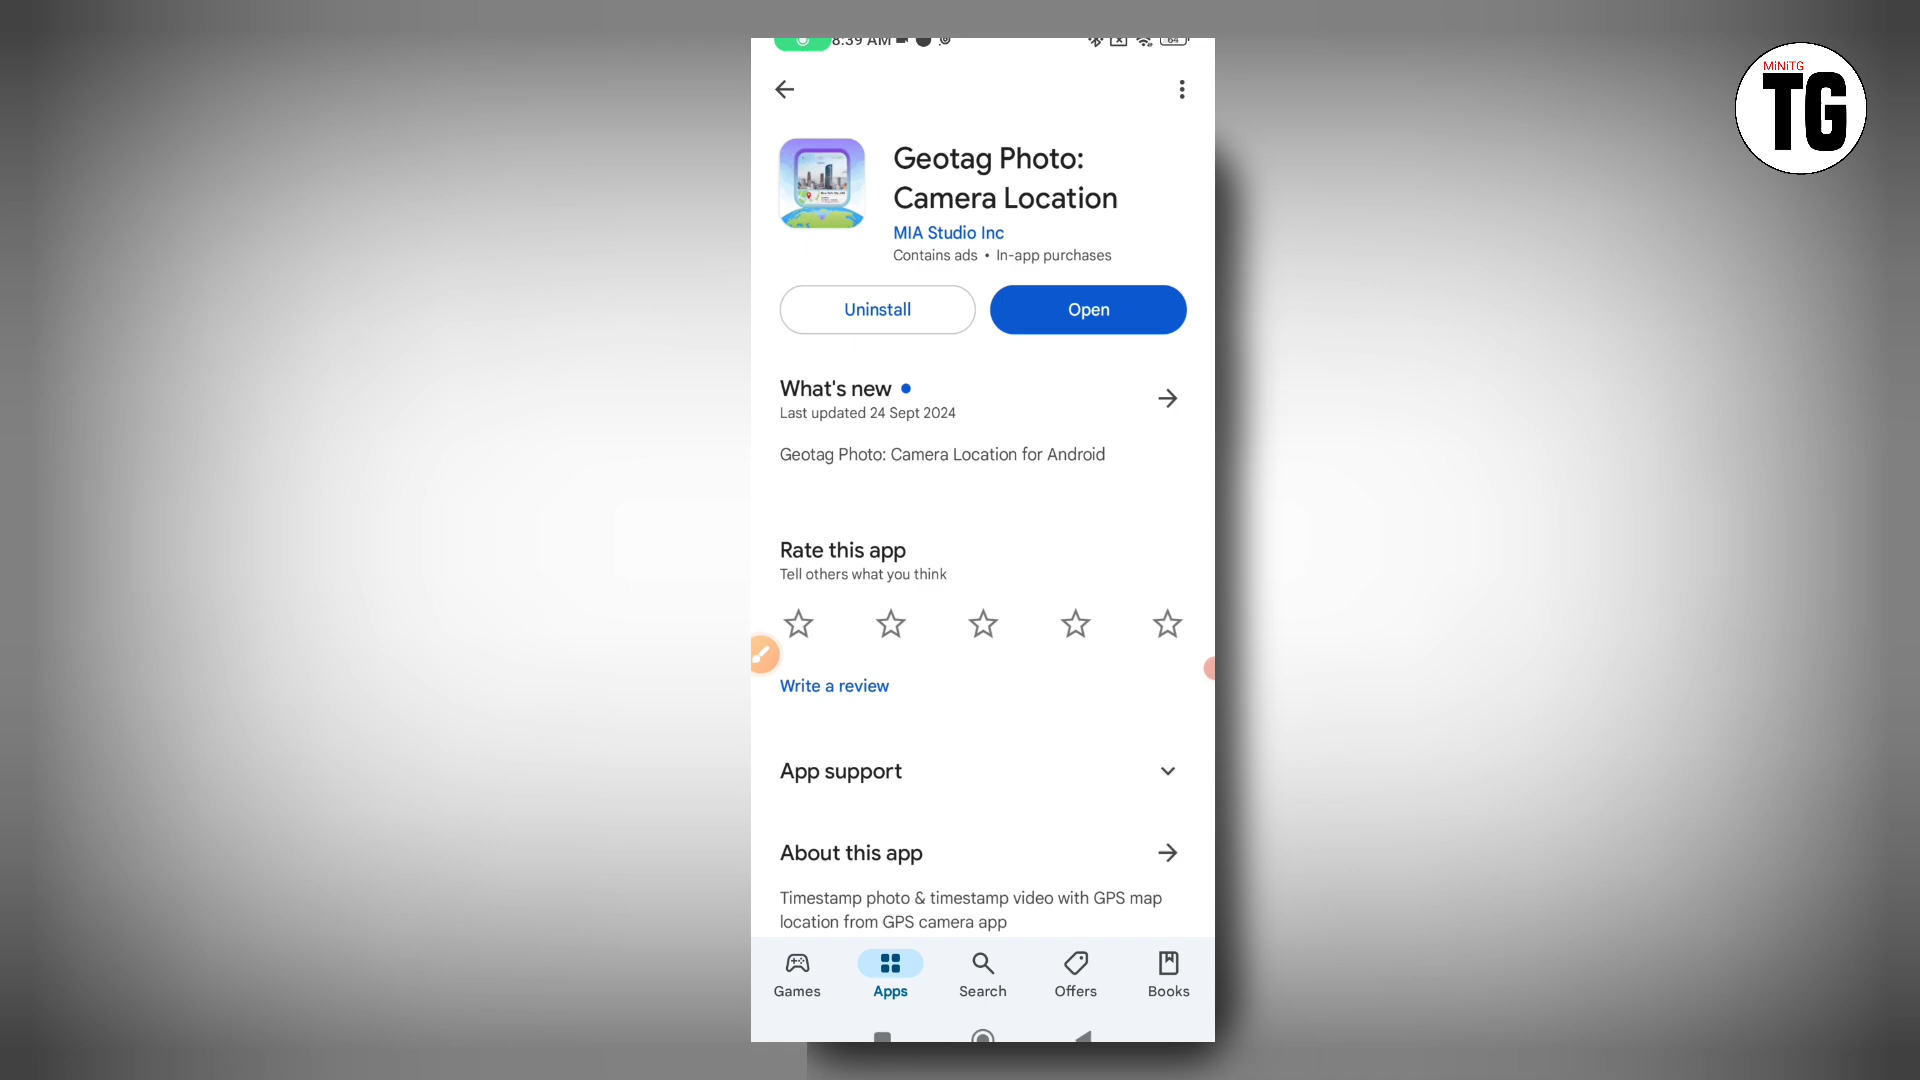 8:39 AM
64
MiNiTG
TG
Geotag Photo:
Camera Location
MIA Studio Inc
Contains ads • In-app purchases
Uninstall
Open
What's new
Last updated 24 Sept 2024
Geotag Photo: Camera Location for Android
Rate this app
Tell others what you think
Write a review
App support
About this app
Timestamp photo & timestamp video with GPS map
location from GPS camera app
Games
Apps
Search
Offers
Books